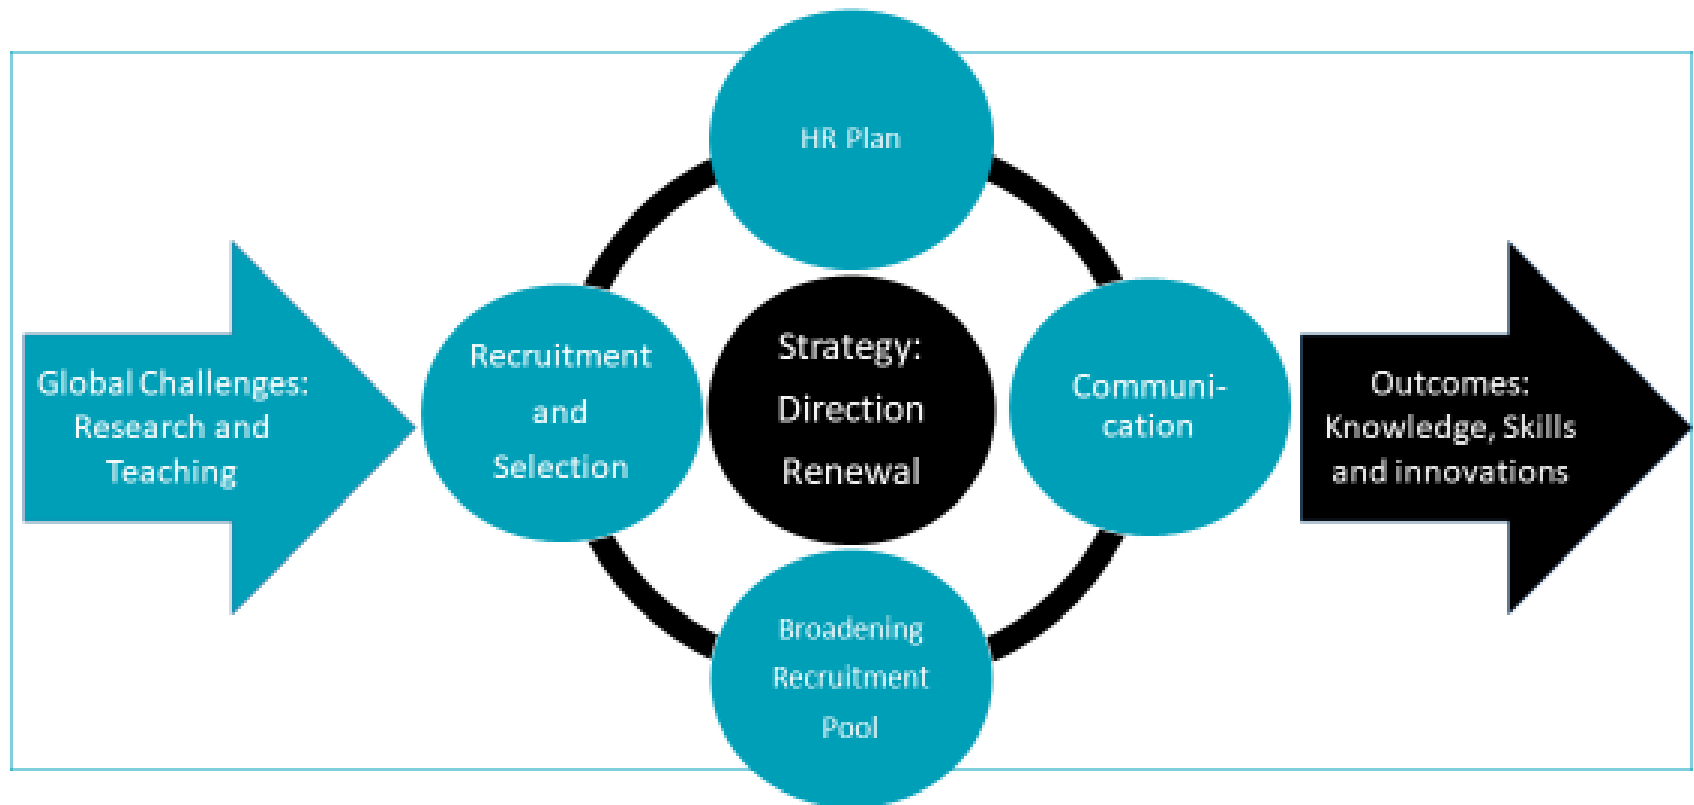 HR Plan
Global Challenges:
Research and
Teaching
Recruitment
and
Selection
Strategy:
Direction
Renewal
Communi-
cation
Outcomes:
Knowledge, Skills
and innovations
Broadening
Recruitment
Pool